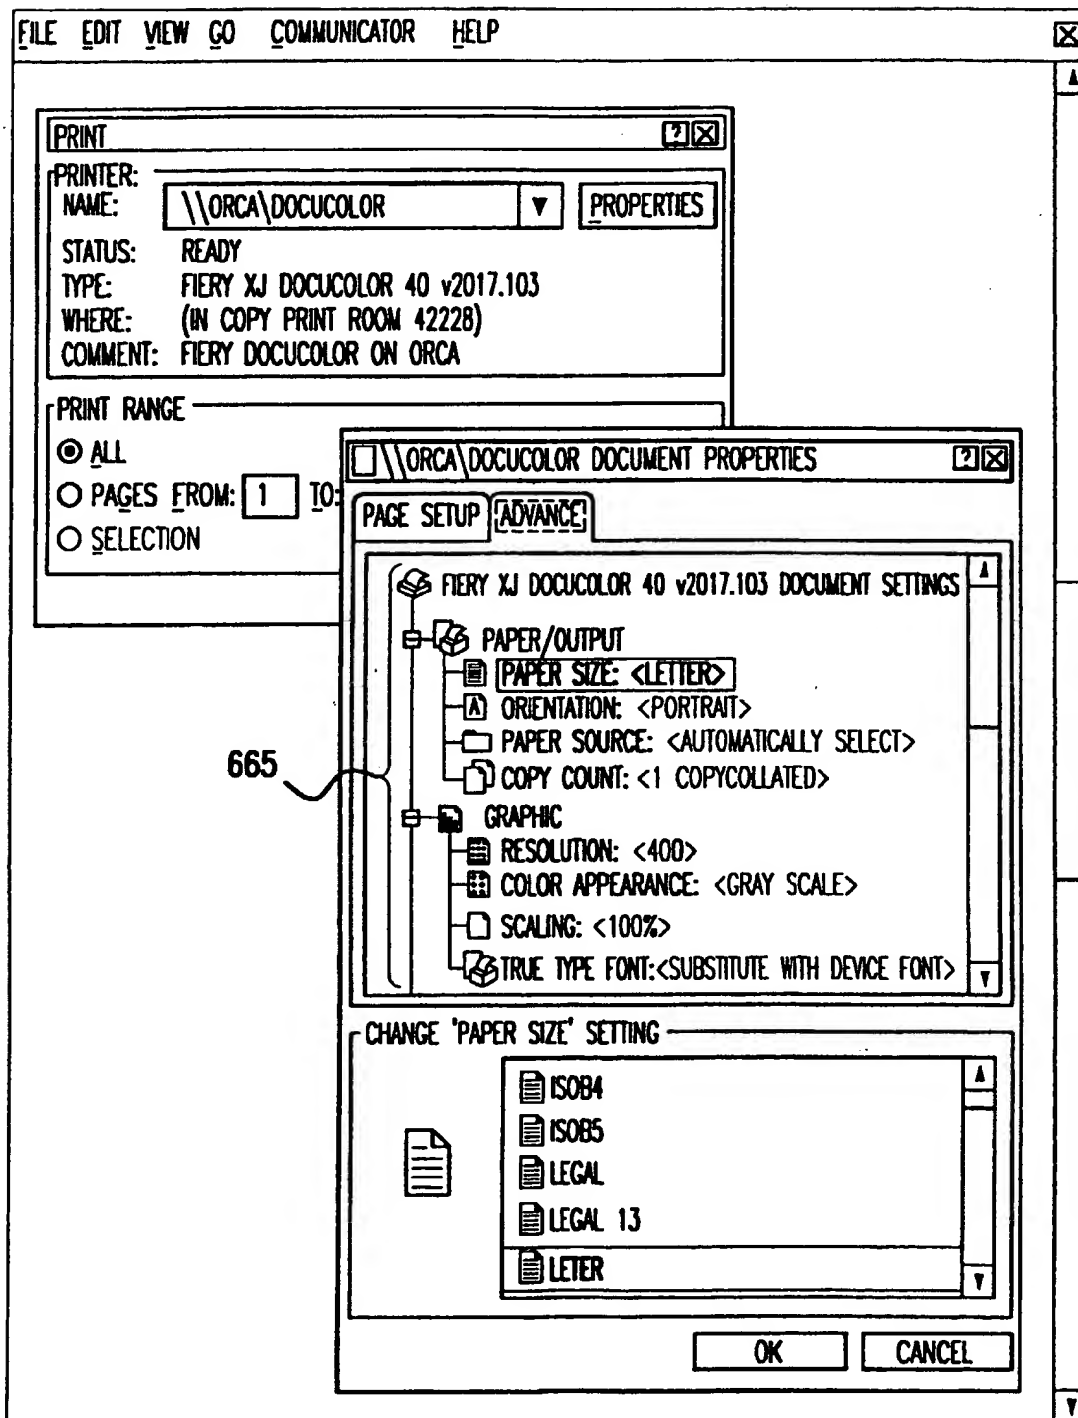 FILE EDIT VIEW GO COMMUNICATOR HELP
PRINT
PRINTER:
NAME: \\ORCA\DOCUCOLOR PROPERTIES
STATUS: READY
TYPE: FIERY XJ DOCUCOLOR 40 v2017.103
WHERE: (IN COPY PRINT ROOM 42228)
COMMENT: FIERY DOCUCOLOR ON ORCA
PRINT RANGE
ALL
PAGES FROM: 1 TO:
SELECTION
\\ORCA\DOCUCOLOR DOCUMENT PROPERTIES
PAGE SETUP ADVANCE
FIERY XJ DOCUCOLOR 40 v2017.103 DOCUMENT SETTINGS
PAPER/OUTPUT
PAPER SIZE: <LETTER>
ORIENTATION: <PORTRAIT>
PAPER SOURCE: <AUTOMATICALLY SELECT>
COPY COUNT: <1 COPYCOLLATED>
665
GRAPHIC
RESOLUTION: <400>
COLOR APPEARANCE: <GRAY SCALE>
SCALING: <100%>
TRUE TYPE FONT:<SUBSTITUTE WITH DEVICE FONT>
CHANGE 'PAPER SIZE' SETTING
ISOB4
ISOB5
LEGAL
LEGAL 13
LETER
OK CANCEL